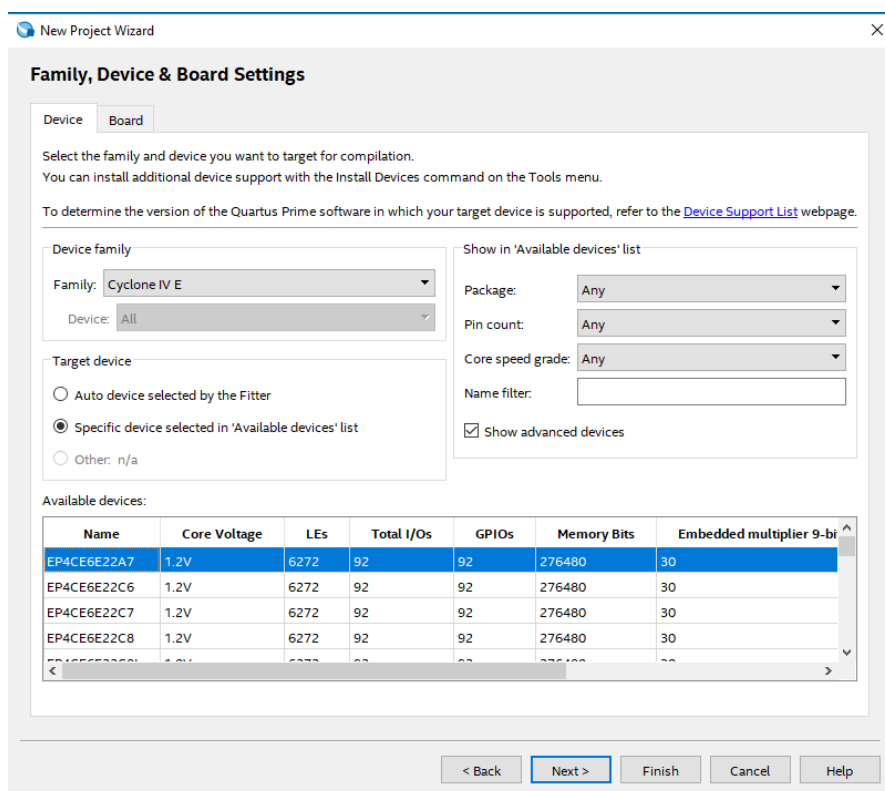 New Project Wizard
Family, Device & Board Settings
Device Board
Select the family and device you want to target for compilation.
You can install additional device support with the Install Devices command on the Tools menu.
To determine the version of the Quartus Prime software in which your target device is supported, refer to the Device Support List webpage.
Device family
Family: Cyclone IV E
Device: All
Show in 'Available devices' list
Package: Any
Pin count: Any
Core speed grade: Any
Name filter:
Show advanced devices
Target device
Auto device selected by the Fitter
Specific device selected in 'Available devices' list
Other: n/a
Available devices:
Name Core Voltage LEs Total I/Os GPIOs Memory Bits Embedded multiplier 9-bi
EP4CE6E22A7 1.2V 6272 92 92 276480 30
EP4CE6E22C6 1.2V 6272 92 92 276480 30
EP4CE6E22C7 1.2V 6272 92 92 276480 30
EP4CE6E22C8 1.2V 6272 92 92 276480 30
< Back Next > Finish Cancel Help